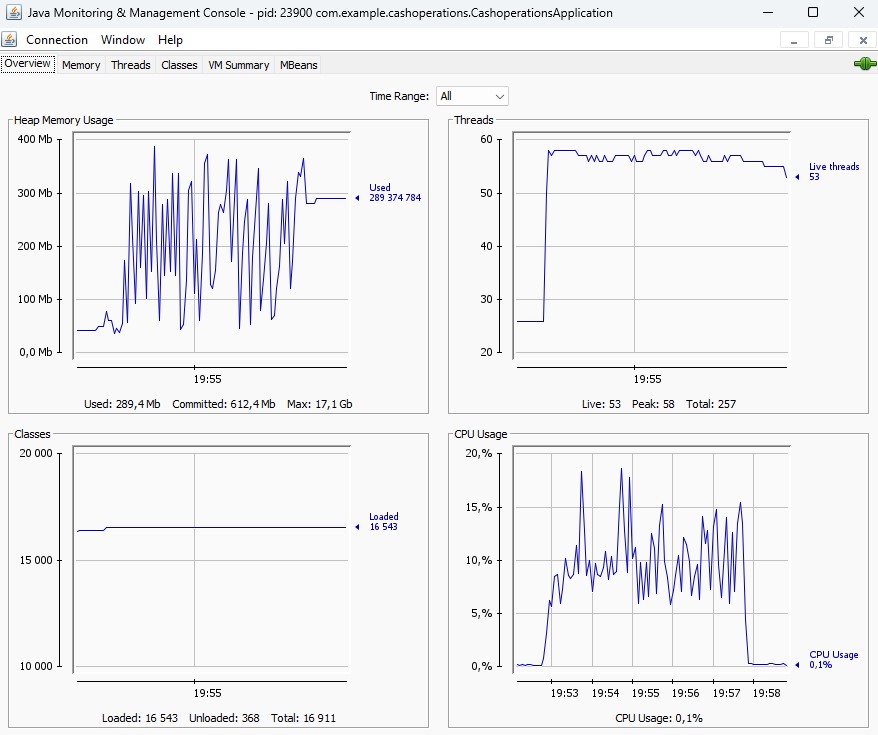 Java Monitoring & Management Console - pid: 23900 com.example.cashoperations.CashoperationsApplication
Connection Window Help
Overview Memory Threads Classes VM Summary MBeans
Time Range: All
Heap Memory Usage
400 Mb
300 Mb
200 Mb
100 Mb
0,0 Mb
Used
289 374 784
19:55
Used: 289,4 Mb Committed: 612,4 Mb Max: 17,1 Gb
Threads
60
50
40
30
20
Live threads
53
19:55
Live: 53 Peak: 58 Total: 257
Classes
20 000
15 000
10 000
Loaded
16 543
19:55
Loaded: 16 543 Unloaded: 368 Total: 16 911
CPU Usage
20,%
15,%
10,%
5,%
0,%
CPU Usage
0,1%
19:53 19:54 19:55 19:56 19:57 19:58
CPU Usage: 0,1%